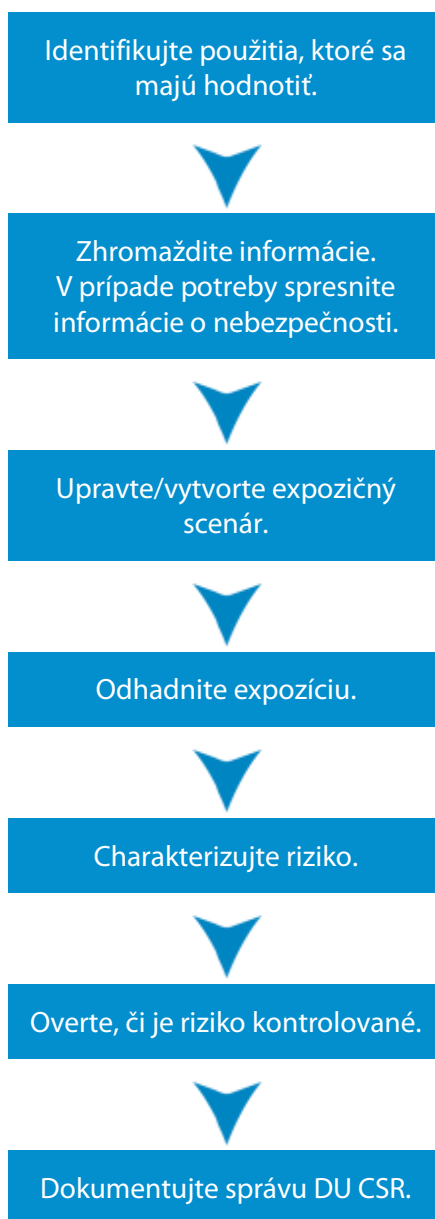 Identifikujte použitia, ktoré sa
majú hodnotiť.
Zhromaždite informácie.
V prípade potreby spresnite
informácie o nebezpečnosti.
Upravte/vytvorte expozičný
scenár.
Odhadnite expozíciu.
Charakterizujte riziko.
Overte, či je riziko kontrolované.
Dokumentujte správu DU CSR.